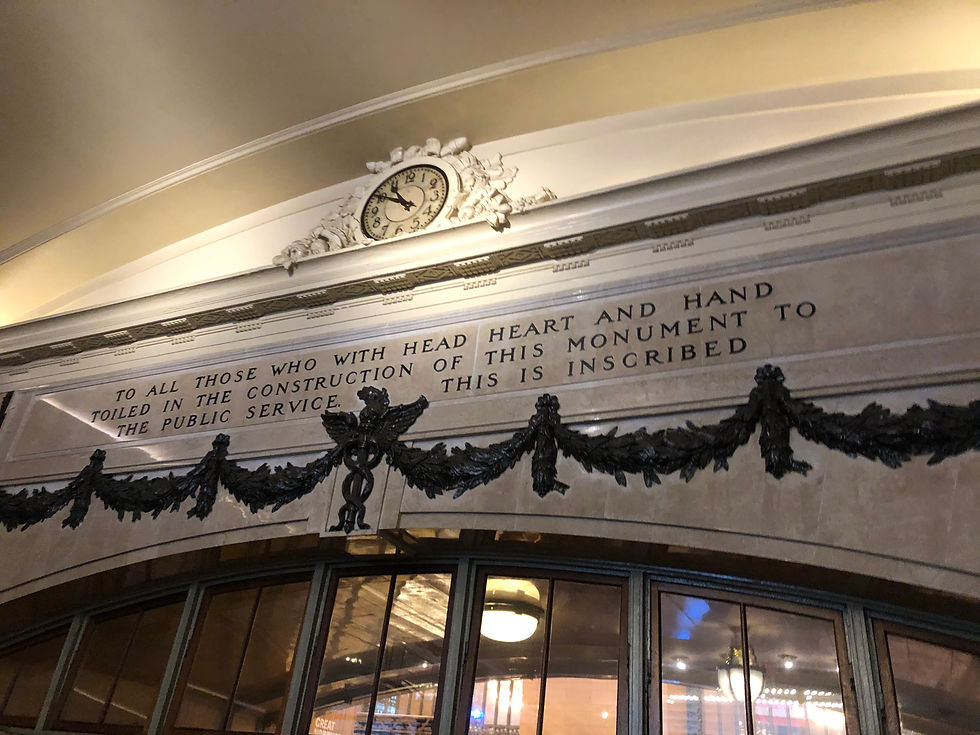 TO ALL THOSE WHO WITH HEAD HEART AND HAND
TOILED IN THE CONSTRUCTION OF THIS MONUMENT TO
THE PUBLIC SERVICE. THIS IS INSCRIBED
GREAT